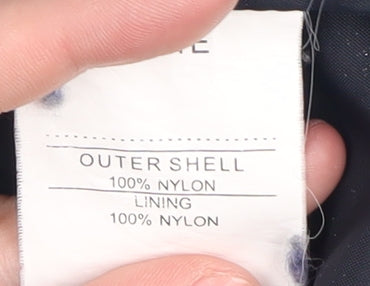 OUTER SHELL
100% NYLON
LINING
100% NYLON